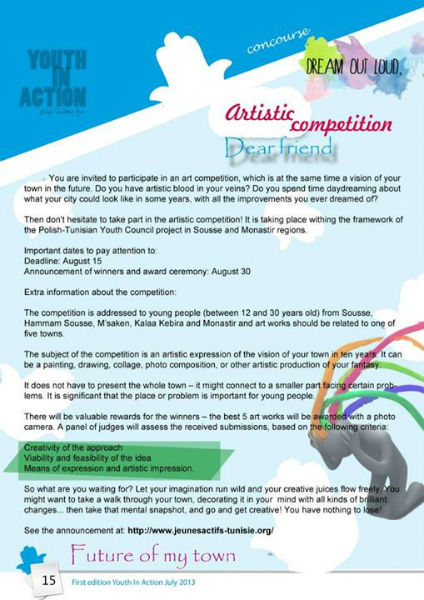 concourse
DREAM OUT LOUD,
YOUTH
IN
ACTION
Artistic
competition
Dear friend
You are invited to participate in an art competition, which is at the same time a vision of your
town in the future. Do you have artistic blood in your veins? Do you spend time daydreaming about
what your city could look like in some years, with all the improvements you ever dreamed of?
Then don't hesitate to take part in the artistic competition! It is taking place withing the framework of
the Polish-Tunisian Youth Council project in Sousse and Monastir regions.
Important dates to pay attention to:
Deadline: August 15
Announcement of winners and award ceremony: August 30
Extra information about the competition:
The competition is addressed to young people (between 12 and 30 years old) from Sousse,
Hammam Sousse, M'saken, Kalaa Kebira and Monastir and art works should be related to one of
five towns.
The subject of the competition is an artistic expression of the vision of your town in ten years. It can
be a painting, drawing, collage, photo composition, or other artistic production of your fantasy.
It does not have to present the whole town – it might connect to a smaller part facing certain prob-
lems. It is significant that the place or problem is important for young people.
There will be valuable rewards for the winners – the best 5 art works will be awarded with a photo
camera. A panel of judges will assess the received submissions, based on the following criteria:
Creativity of the approach
Viability and feasibility of the idea
Means of expression and artistic impression.
So what are you waiting for? Let your imagination run wild and your creative juices flow freely. You
might want to take a walk through your town, decorating it in your mind with all kinds of brilliant
changes... then take that mental snapshot, and go and get creative! You have nothing to lose!
See the announcement at: http://www.jeunesactifs-tunisie.org/
Future of my town
15
First edition Youth In Action July 2013